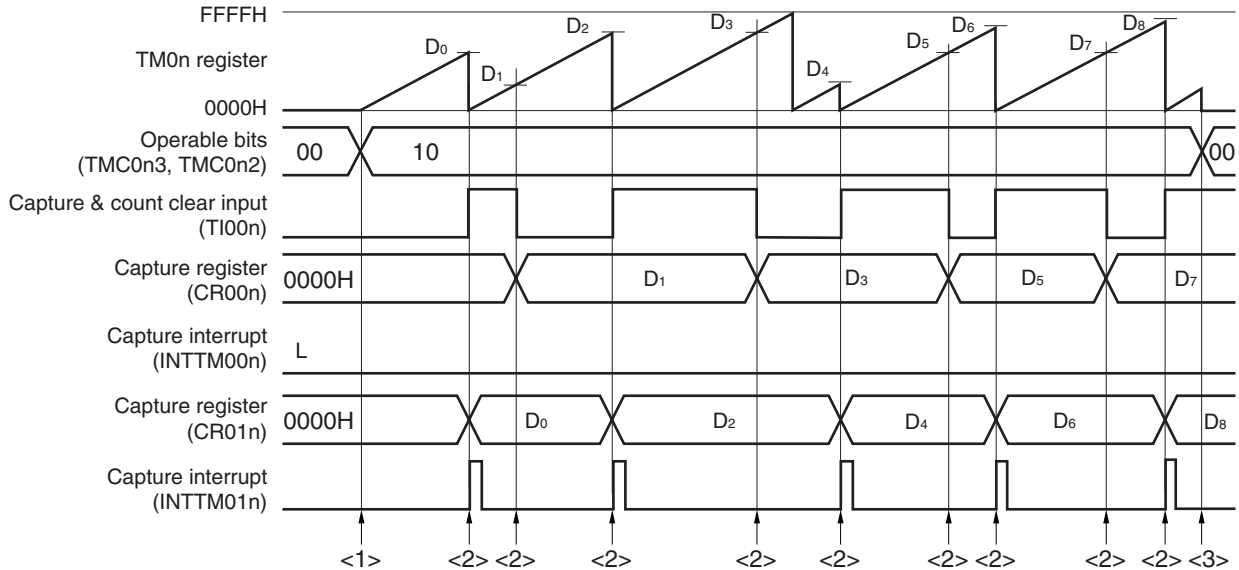 FFFFH
TM0n register
0000H
D0 D1 D2 D3 D4 D5 D6 D7 D8
Operable bits
(TMC0n3, TMC0n2)
00 10 00
Capture & count clear input
(TI00n)
Capture register
(CR00n)
0000H D1 D3 D5 D7
Capture interrupt
(INTTM00n)
L
Capture register
(CR01n)
0000H D0 D2 D4 D6 D8
Capture interrupt
(INTTM01n)
<1> <2> <2> <2> <2> <2> <2> <2> <2> <2> <3>